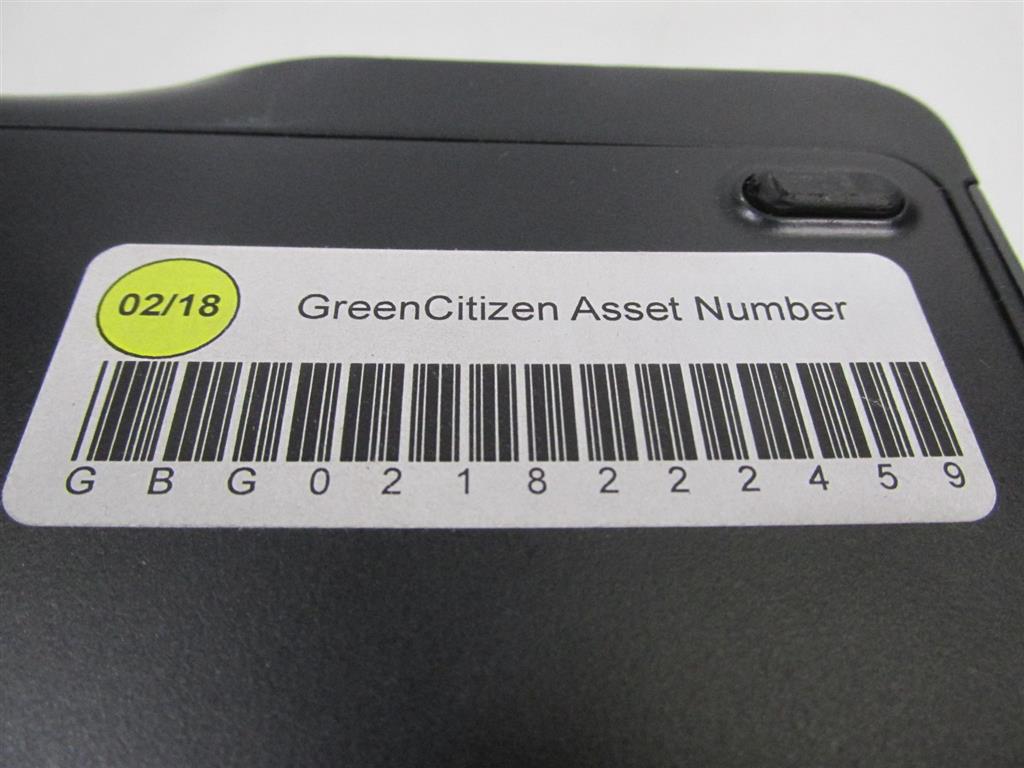 02/18
GreenCitizen Asset Number
GBG0218222459